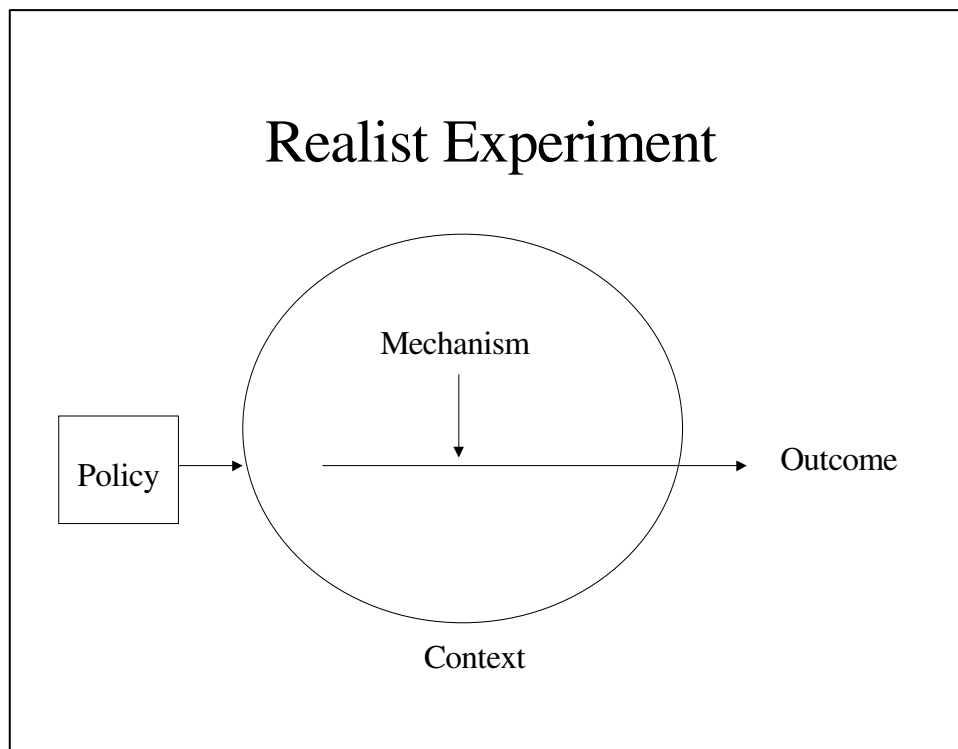 Realist Experiment
Mechanism
Policy
Outcome
Context